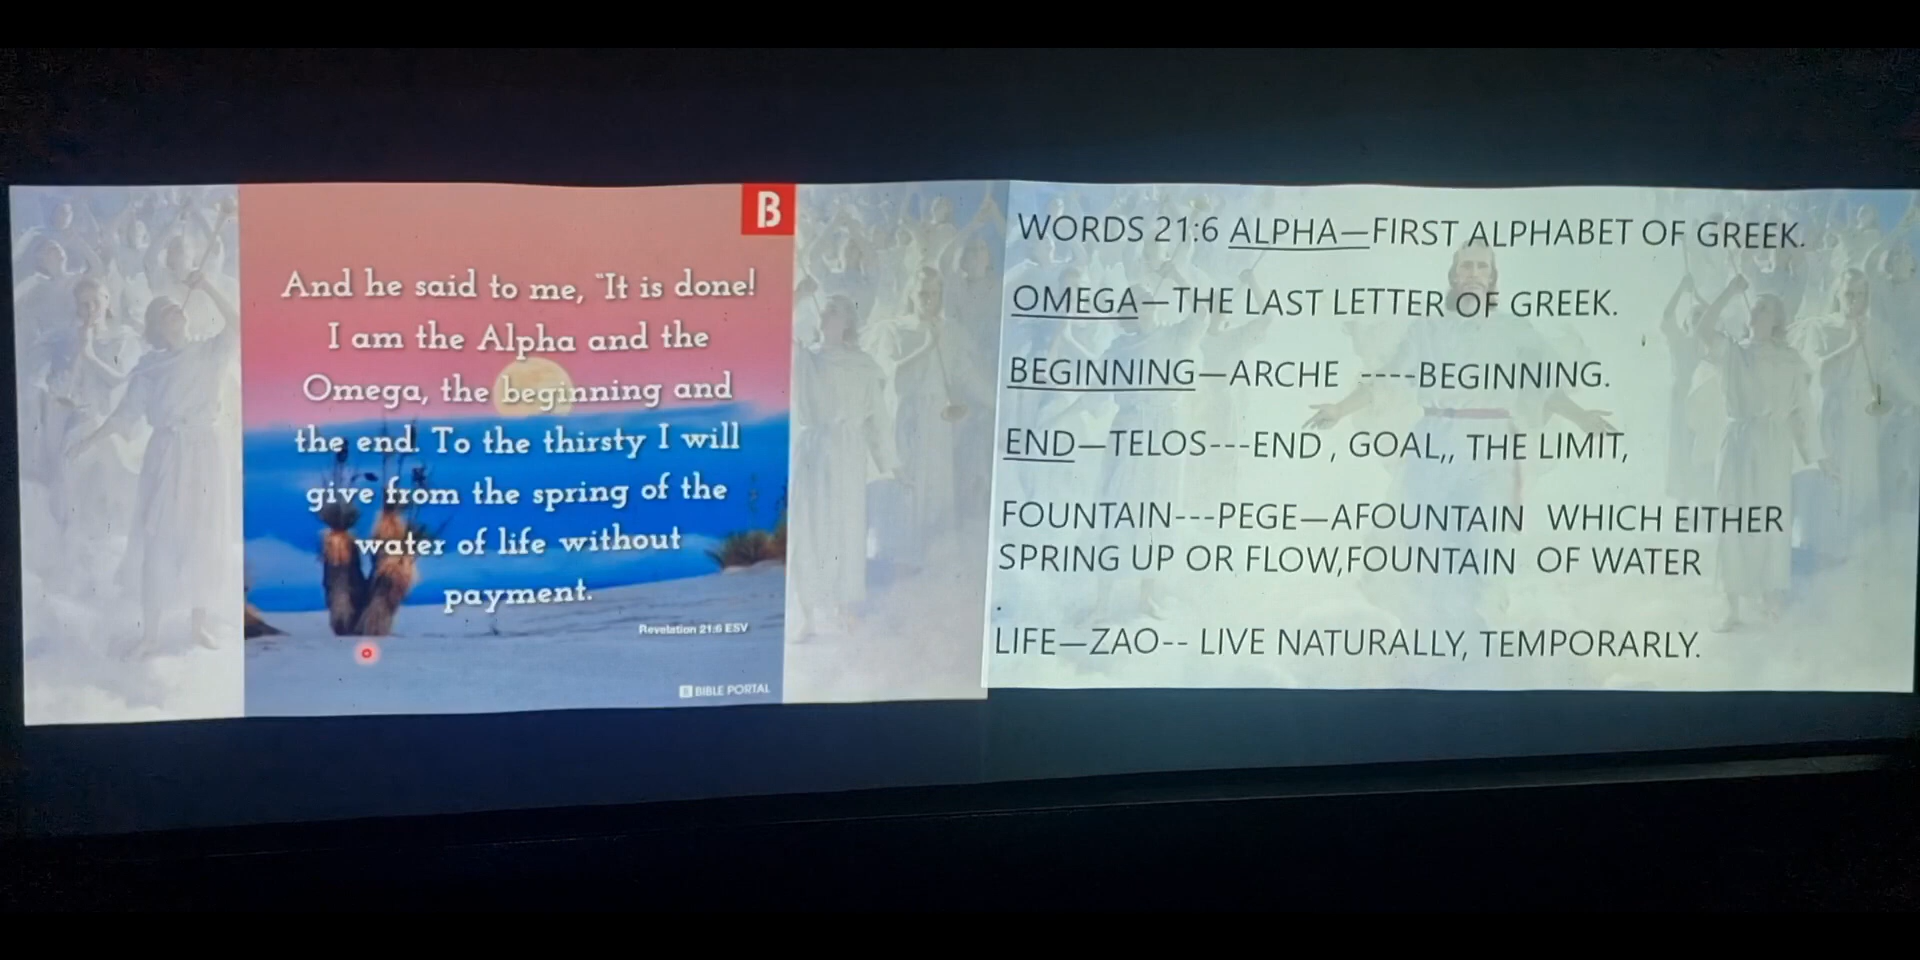 B
And he said to me, "It is done!
I am the Alpha and the
Omega, the beginning and
the end. To the thirsty I will
give from the spring of the
water of life without
payment.
Revelation 21:6 ESV
B BIBLE PORTAL
WORDS 21:6 ALPHA—FIRST ALPHABET OF GREEK.
OMEGA—THE LAST LETTER OF GREEK.
BEGINNING—ARCHE ----BEGINNING.
END—TELOS---END , GOAL,, THE LIMIT,
FOUNTAIN---PEGE—AFOUNTAIN WHICH EITHER
SPRING UP OR FLOW,FOUNTAIN OF WATER
.
LIFE—ZAO-- LIVE NATURALLY, TEMPORARLY.